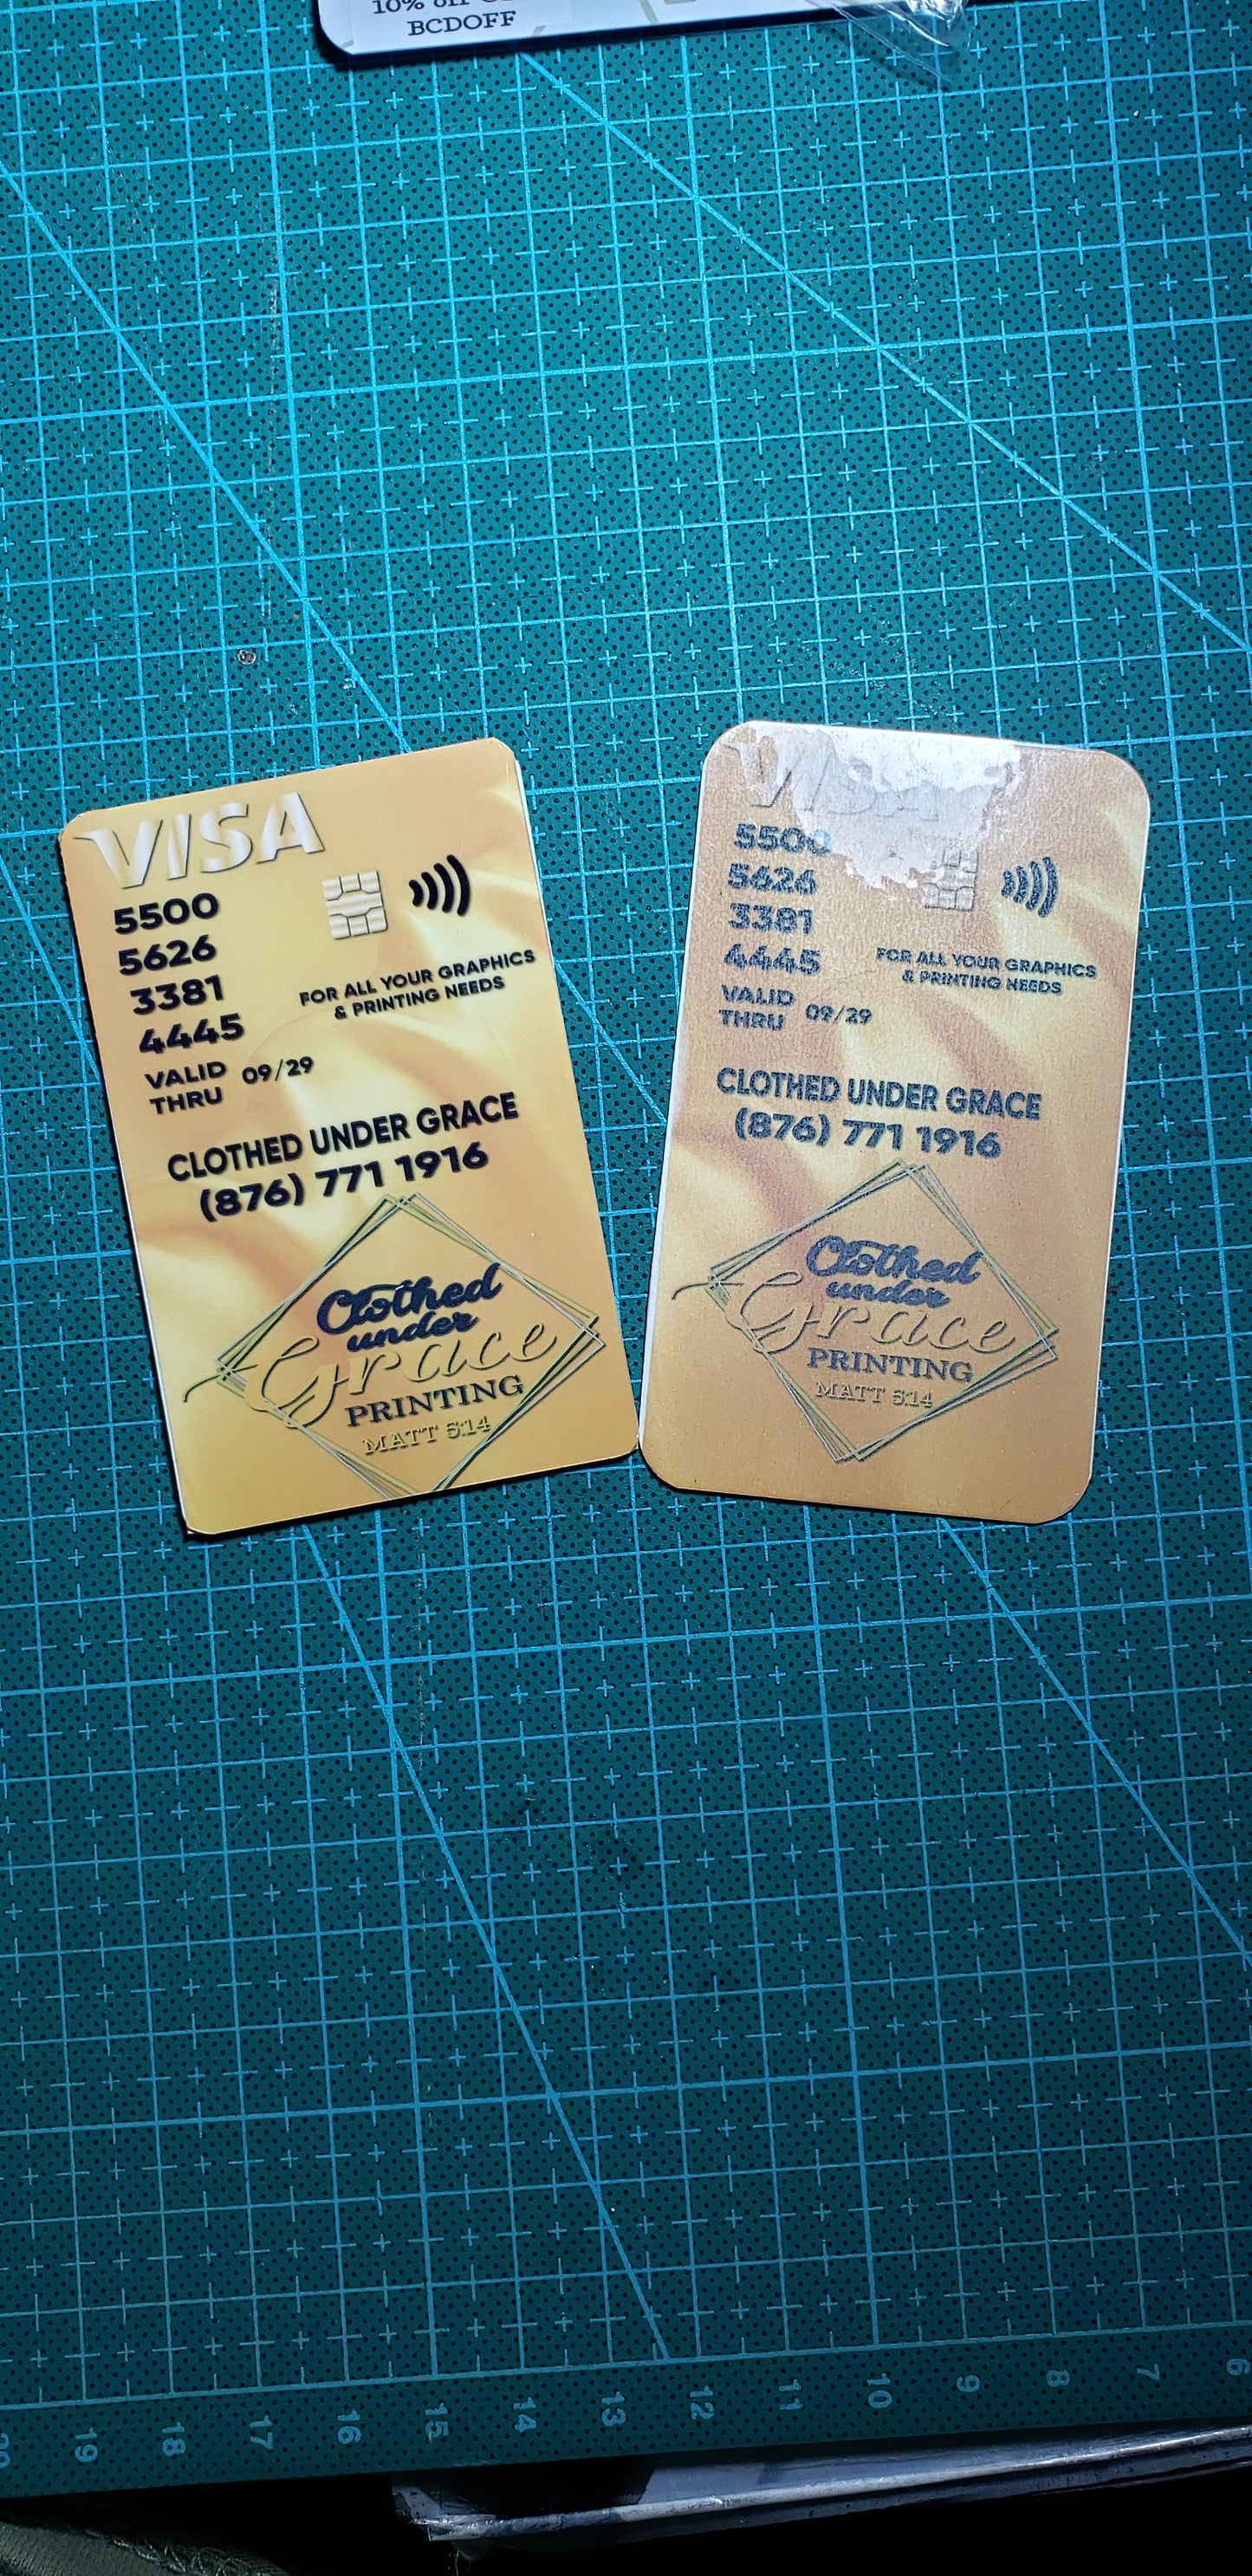 10% off
BCDOFF
VISA
5500
5626
3381
4445
VALID THRU 09/29
FOR ALL YOUR GRAPHICS
& PRINTING NEEDS
CLOTHED UNDER GRACE
(876) 771 1916
Clothed
under
Grace
PRINTING
MATT 5:14
VISA
5500
5626
3381
4445
VALID THRU 09/29
FOR ALL YOUR GRAPHICS
& PRINTING NEEDS
CLOTHED UNDER GRACE
(876) 771 1916
Clothed
under
Grace
PRINTING
MATT 5:14
19 18 17 16 15 14 13 12 11 10 9 8 7 6